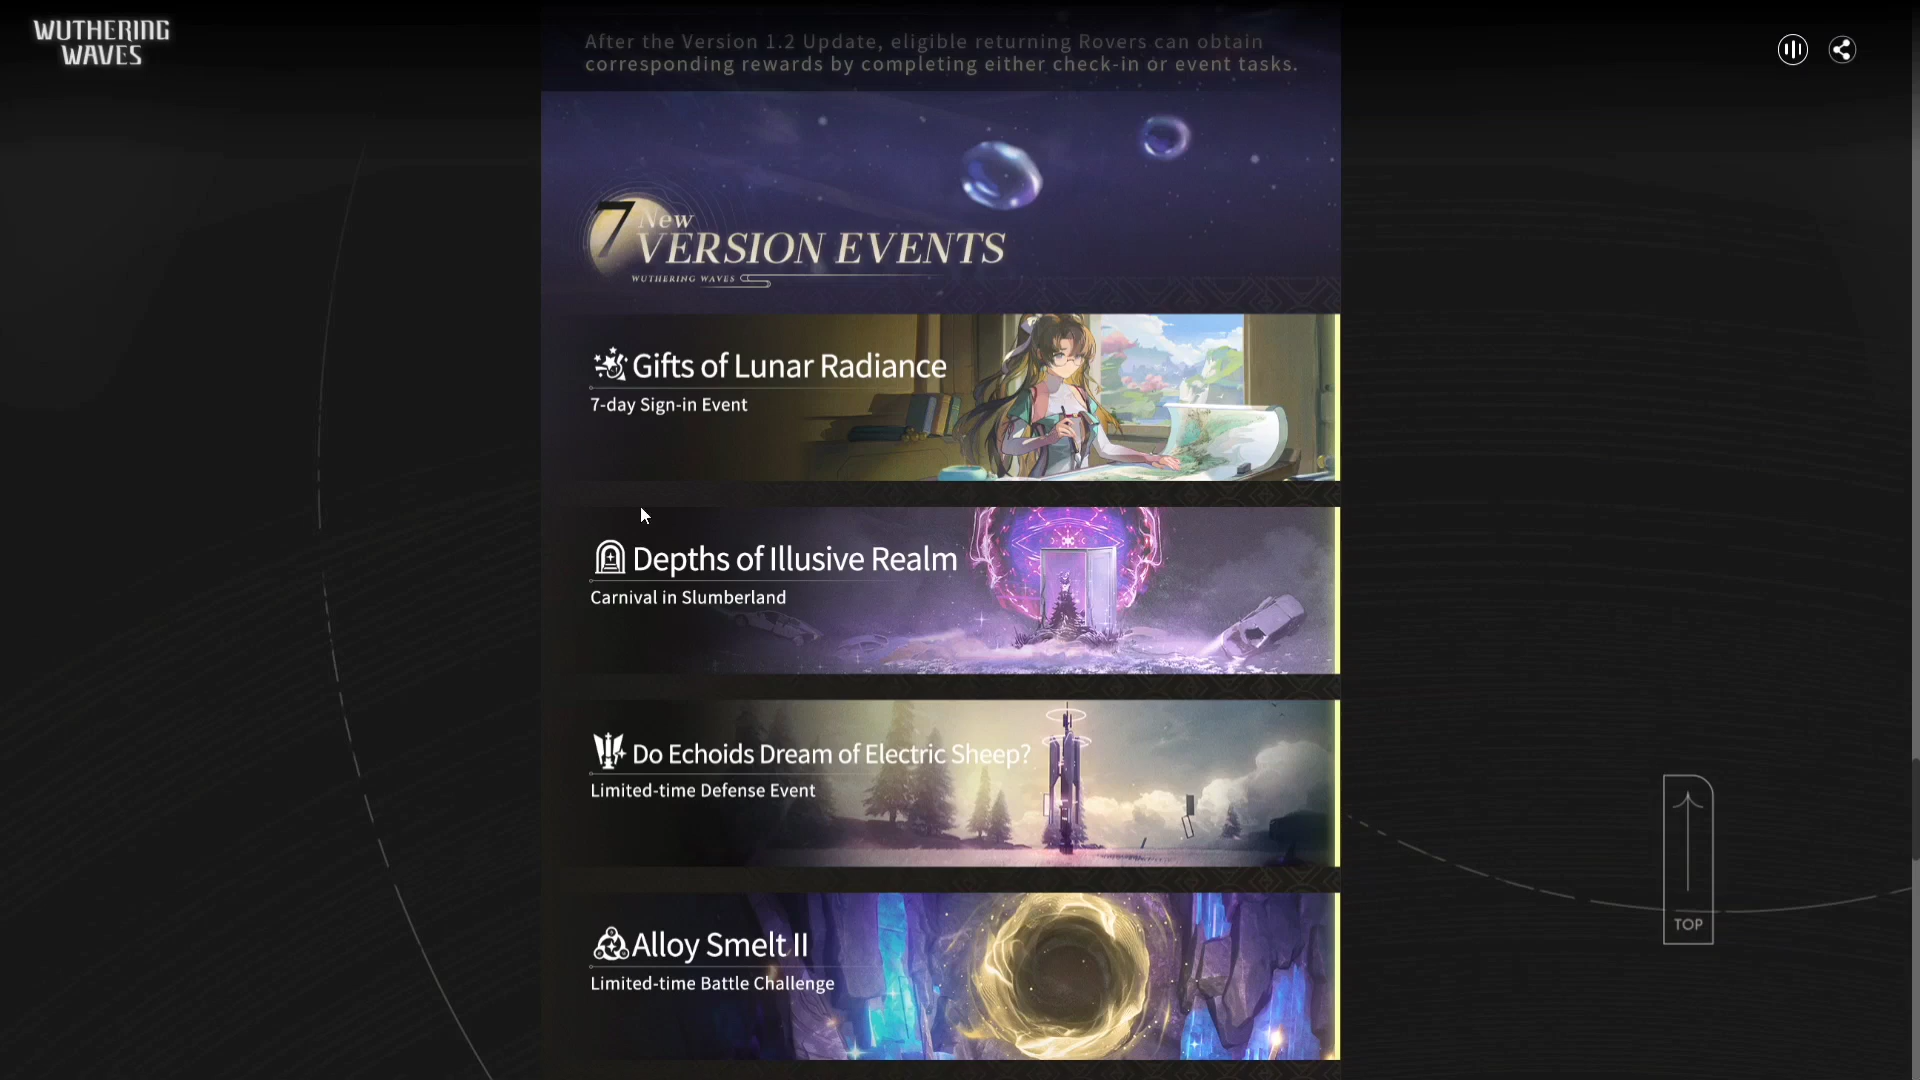 WUTHERING
WAVES
After the Version 1.2 Update, eligible returning Rovers can obtain
corresponding rewards by completing either check-in or event tasks.
7 New
VERSION EVENTS
WUTHERING WAVES
Gifts of Lunar Radiance
7-day Sign-in Event
Depths of Illusive Realm
Carnival in Slumberland
Do Echoids Dream of Electric Sheep?
Limited-time Defense Event
Alloy Smelt II
Limited-time Battle Challenge
TOP